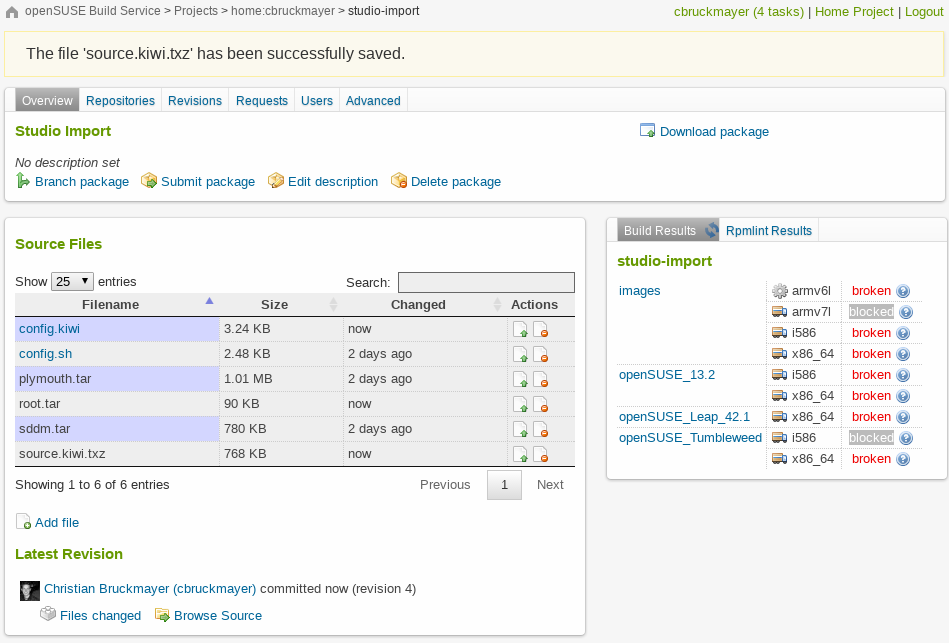 openSUSE Build Service > Projects > home:cbruckmayer > studio-import
cbruckmayer (4 tasks) | Home Project | Logout
The file 'source.kiwi.txz' has been successfully saved.
Overview Repositories Revisions Requests Users Advanced
Studio Import
Download package
No description set
Branch package Submit package Edit description Delete package
Source Files
Show 25 entries
Search:
Filename Size Changed Actions
config.kiwi 3.24 KB now
config.sh 2.48 KB 2 days ago
plymouth.tar 1.01 MB 2 days ago
root.tar 90 KB now
sddm.tar 780 KB 2 days ago
source.kiwi.txz 768 KB now
Showing 1 to 6 of 6 entries
Previous 1 Next
Add file
Latest Revision
Christian Bruckmayer (cbruckmayer) committed now (revision 4)
Files changed Browse Source
Build Results Rpmlint Results
studio-import
images armv6l broken
armv7l blocked
i586 broken
x86_64 broken
openSUSE_13.2 i586 broken
x86_64 broken
openSUSE_Leap_42.1 x86_64 broken
openSUSE_Tumbleweed i586 blocked
x86_64 broken